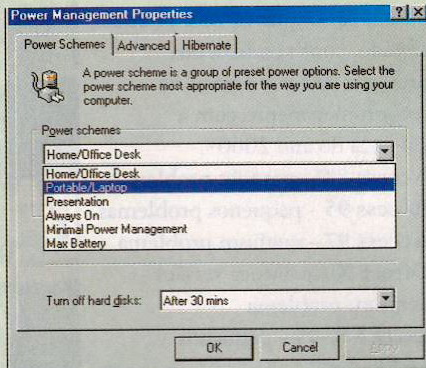 Power Management Properties
Power Schemes Advanced Hibernate
A power scheme is a group of preset power options. Select the
power scheme most appropriate for the way you are using your
computer.
Power schemes
Home/Office Desk
Home/Office Desk
Portable/Laptop
Presentation
Always On
Minimal Power Management
Max Battery
Turn off hard disks: After 30 mins
OK Cancel Apply